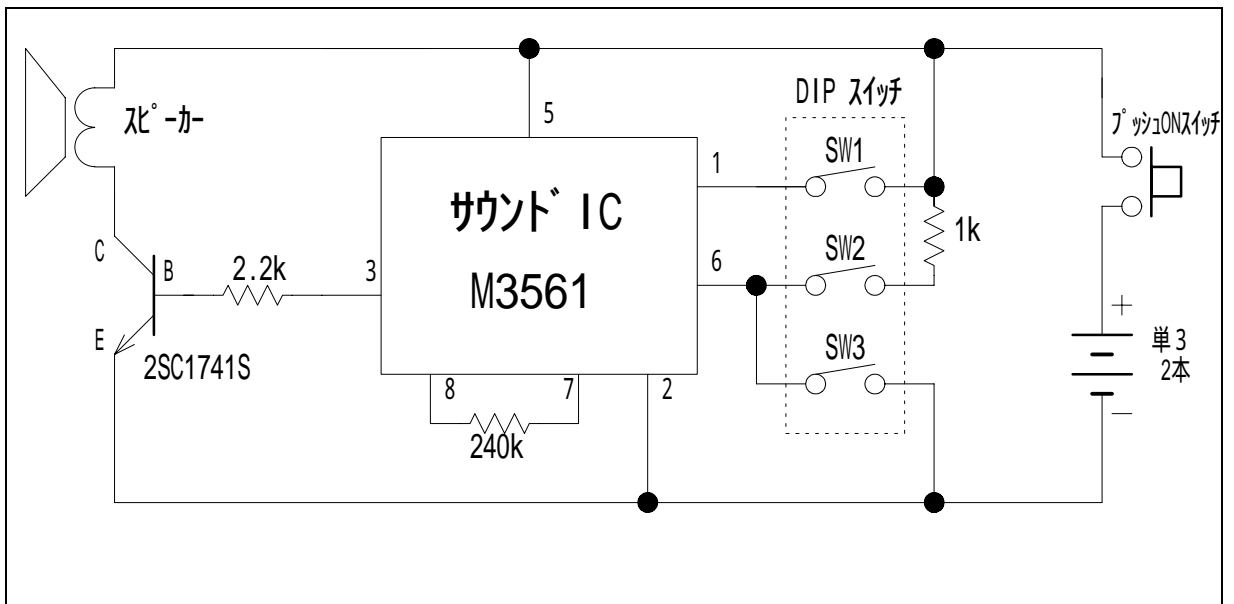 スピーカー
C
B
E
2SC1741S
2.2k
3
5
サウンド IC
M3561
8
7
240k
2
1
6
DIP スイッチ
SW1
SW2
SW3
1k
プッシュONスイッチ
+
単3
2本
−